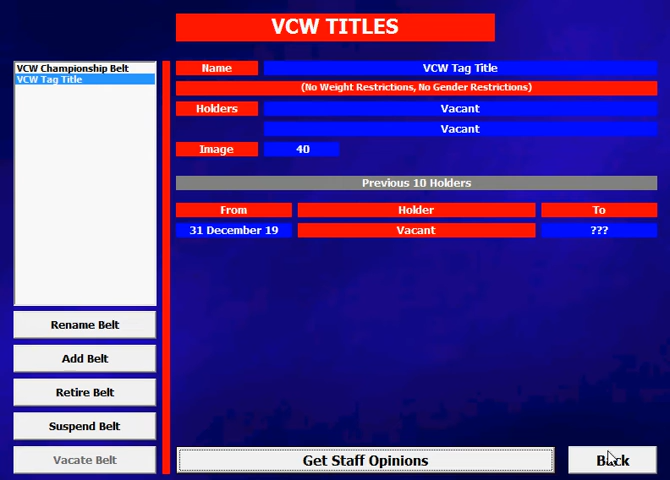 VCW TITLES
VCW Championship Belt
VCW Tag Title
Name VCW Tag Title
(No Weight Restrictions, No Gender Restrictions)
Holders Vacant
Vacant
Image 40
Previous 10 Holders
From Holder To
31 December 19 Vacant ???
Rename Belt
Add Belt
Retire Belt
Suspend Belt
Vacate Belt
Get Staff Opinions
Back